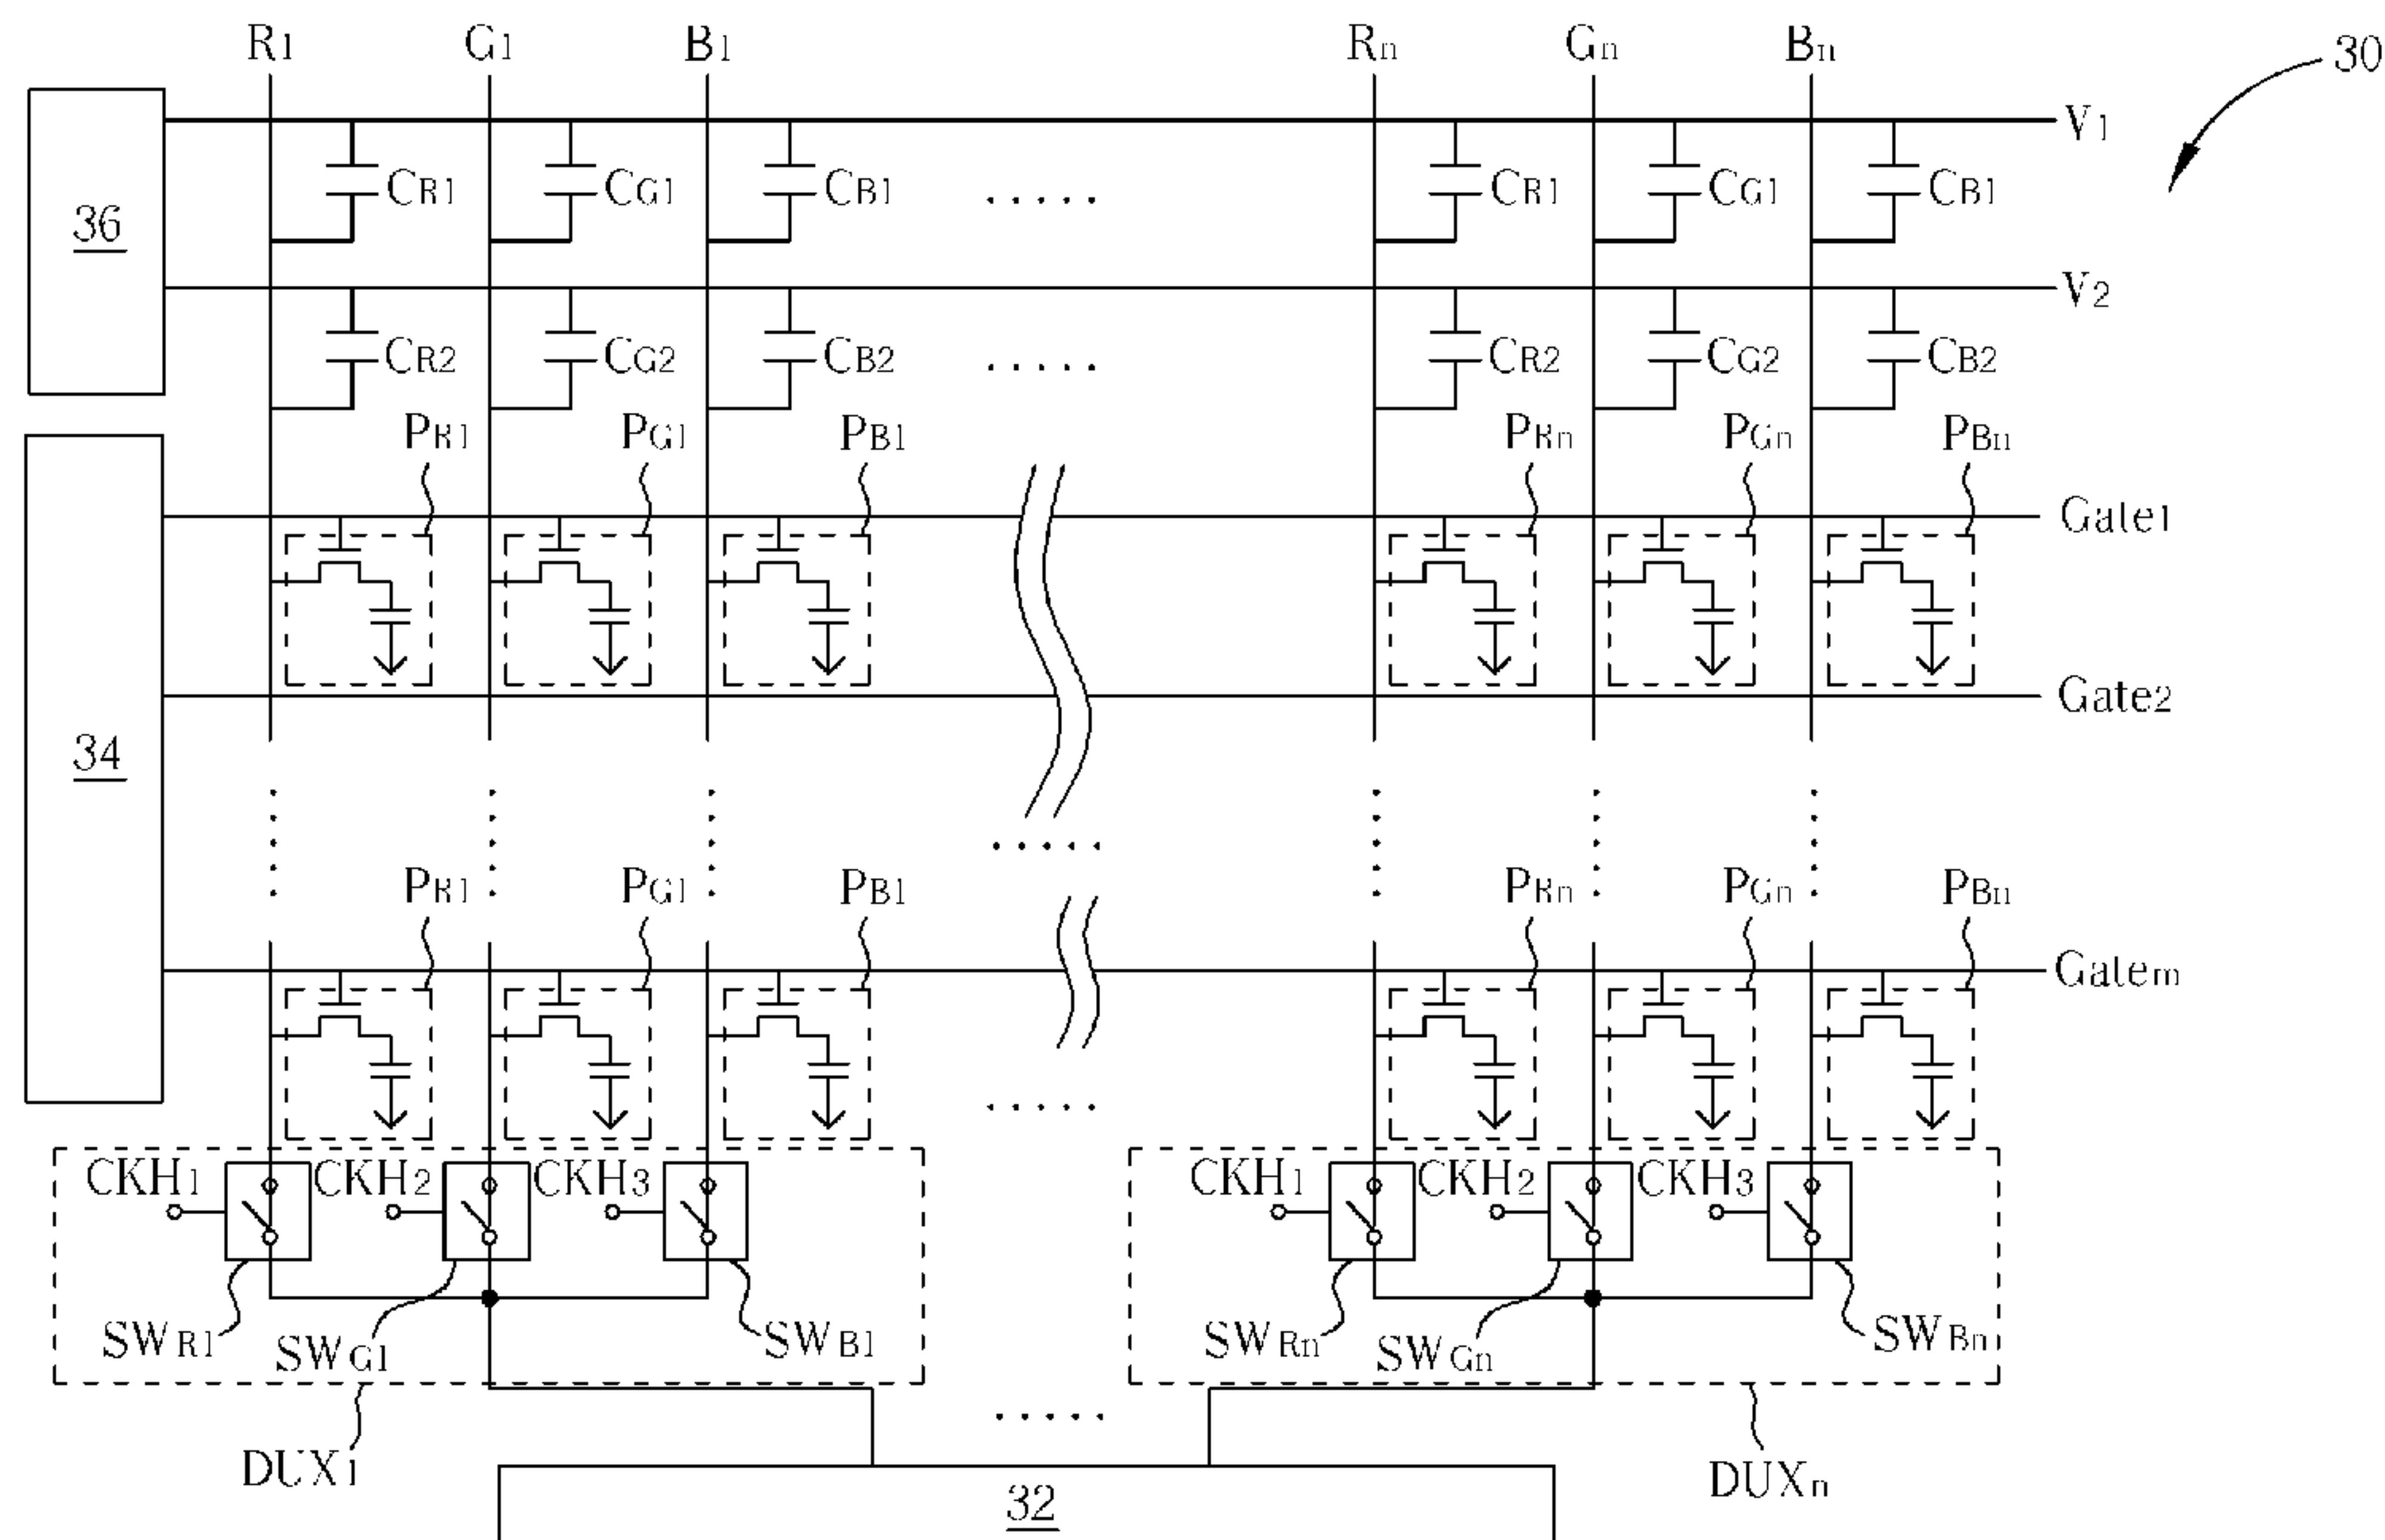 R1 G1 B1 Rn Gn Bn 30
V1
CR1 CG1 CB1 ..... CR1 CG1 CB1
36
V2
CR2 CG2 CB2 ..... CR2 CG2 CB2
PR1 PG1 PB1 PRn PGn PBn
Gate1
Gate2
34
.....
PR1 PG1 PB1 PRn PGn PBn
Gatem
.....
CKH1 CKH2 CKH3 CKH1 CKH2 CKH3
SWR1 SWG1 SWB1 SWRn SWGn SWBn
.....
DUX1 DUXn
32